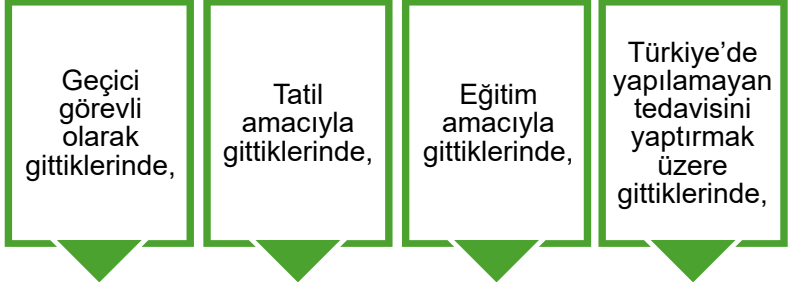 Geçici
görevli
olarak
gittiklerinde,
Tatil
amacıyla
gittiklerinde,
Eğitim
amacıyla
gittiklerinde,
Türkiye’de
yapılamayan
tedavisini
yaptırmak
üzere
gittiklerinde,